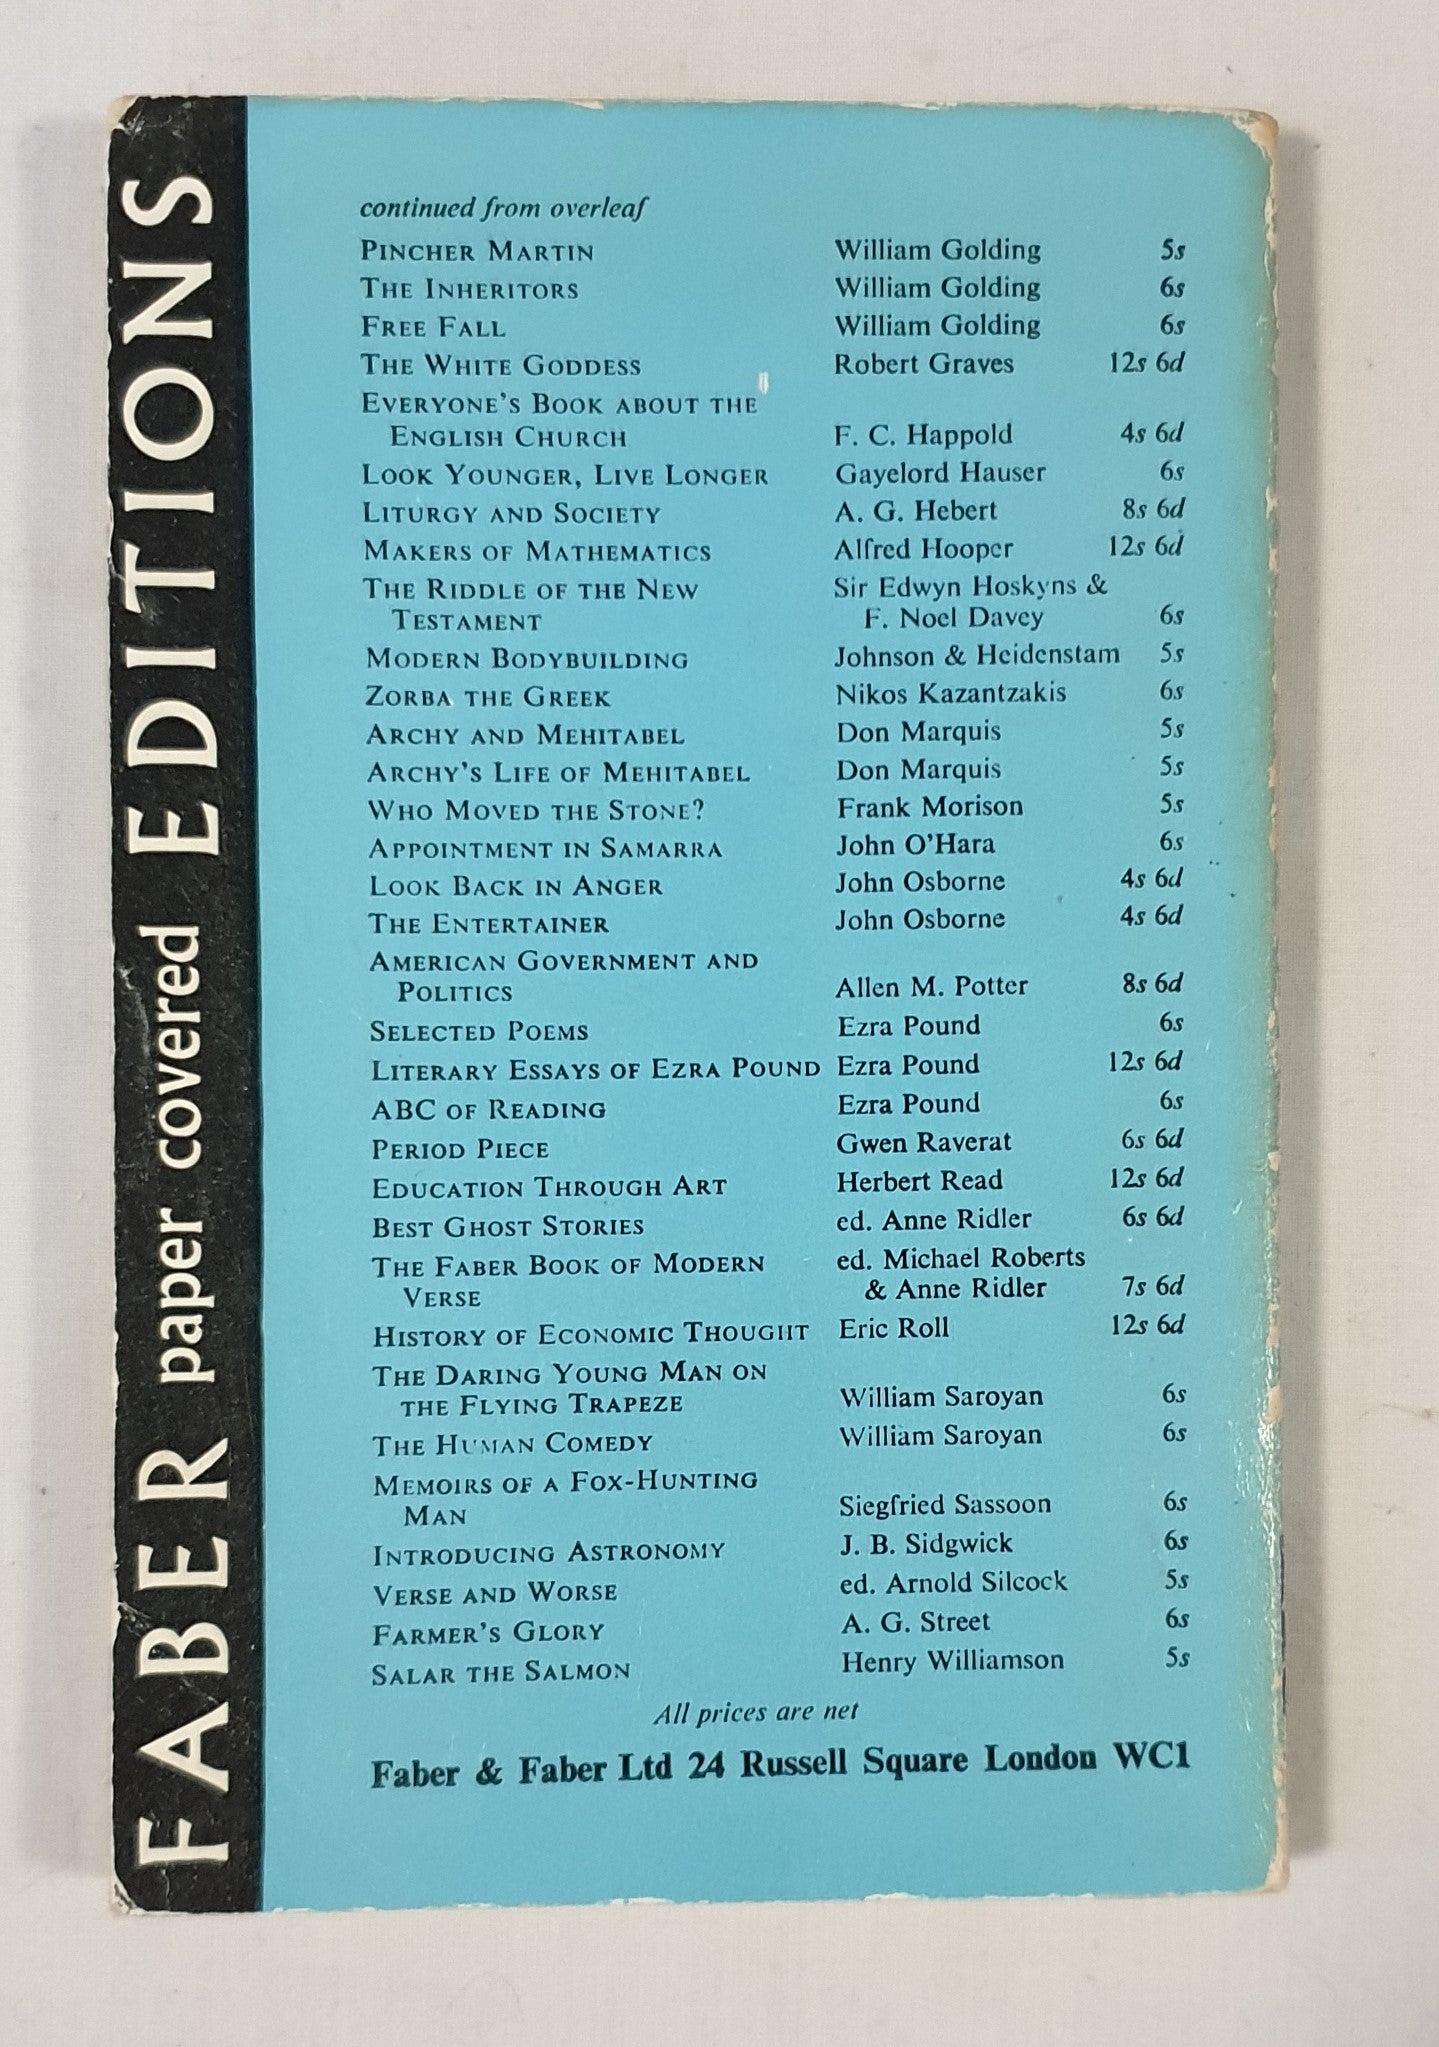 FABER paper covered EDITIONS
continued from overleaf
PINCHER MARTIN William Golding 5s
THE INHERITORS William Golding 6s
FREE FALL William Golding 6s
THE WHITE GODDESS Robert Graves 12s 6d
EVERYONE'S BOOK ABOUT THE
ENGLISH CHURCH F. C. Happold 4s 6d
LOOK YOUNGER, LIVE LONGER Gayelord Hauser 6s
LITURGY AND SOCIETY A. G. Hebert 8s 6d
MAKERS OF MATHEMATICS Alfred Hooper 12s 6d
THE RIDDLE OF THE NEW Sir Edwyn Hoskyns &
TESTAMENT F. Noel Davey 6s
MODERN BODYBUILDING Johnson & Heidenstam 5s
ZORBA THE GREEK Nikos Kazantzakis 6s
ARCHY AND MEHITABEL Don Marquis 5s
ARCHY'S LIFE OF MEHITABEL Don Marquis 5s
WHO MOVED THE STONE? Frank Morison 5s
APPOINTMENT IN SAMARRA John O'Hara 6s
LOOK BACK IN ANGER John Osborne 4s 6d
THE ENTERTAINER John Osborne 4s 6d
AMERICAN GOVERNMENT AND
POLITICS Allen M. Potter 8s 6d
SELECTED POEMS Ezra Pound 6s
LITERARY ESSAYS OF EZRA POUND Ezra Pound 12s 6d
ABC OF READING Ezra Pound 6s
PERIOD PIECE Gwen Raverat 6s 6d
EDUCATION THROUGH ART Herbert Read 12s 6d
BEST GHOST STORIES ed. Anne Ridler 6s 6d
THE FABER BOOK OF MODERN ed. Michael Roberts
VERSE & Anne Ridler 7s 6d
HISTORY OF ECONOMIC THOUGHT Eric Roll 12s 6d
THE DARING YOUNG MAN ON
THE FLYING TRAPEZE William Saroyan 6s
THE HUMAN COMEDY William Saroyan 6s
MEMOIRS OF A FOX-HUNTING
MAN Siegfried Sassoon 6s
INTRODUCING ASTRONOMY J. B. Sidgwick 6s
VERSE AND WORSE ed. Arnold Silcock 5s
FARMER'S GLORY A. G. Street 6s
SALAR THE SALMON Henry Williamson 5s
All prices are net
Faber & Faber Ltd 24 Russell Square London WC1